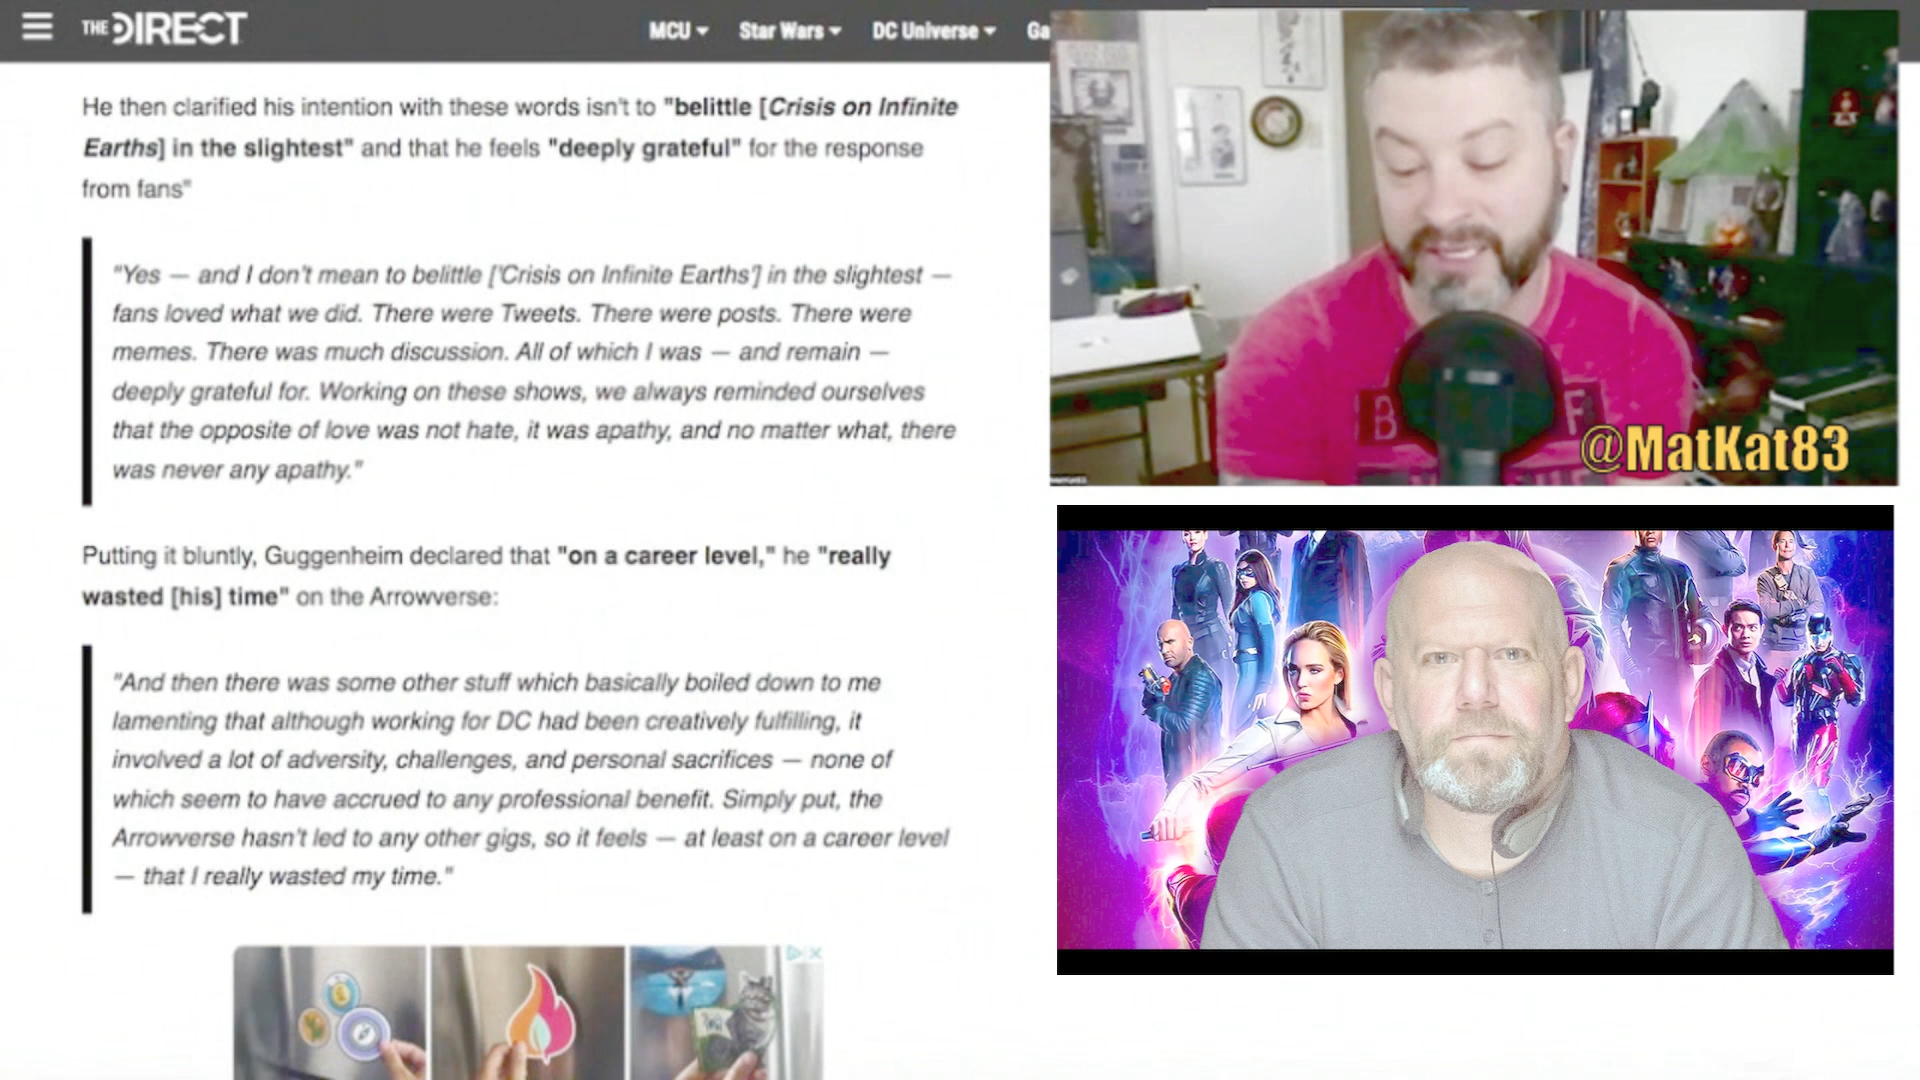 THE DIRECT
MCU
Star Wars
DC Universe
Ga
He then clarified his intention with these words isn't to "belittle [Crisis on Infinite
Earths] in the slightest" and that he feels "deeply grateful" for the response
from fans"
"Yes — and I don't mean to belittle ['Crisis on Infinite Earths'] in the slightest —
fans loved what we did. There were Tweets. There were posts. There were
memes. There was much discussion. All of which I was — and remain —
deeply grateful for. Working on these shows, we always reminded ourselves
that the opposite of love was not hate, it was apathy, and no matter what, there
was never any apathy."
Putting it bluntly, Guggenheim declared that "on a career level," he "really
wasted [his] time" on the Arrowverse:
"And then there was some other stuff which basically boiled down to me
lamenting that although working for DC had been creatively fulfilling, it
involved a lot of adversity, challenges, and personal sacrifices — none of
which seem to have accrued to any professional benefit. Simply put, the
Arrowverse hasn't led to any other gigs, so it feels — at least on a career level
— that I really wasted my time."
B F
@MatKat83